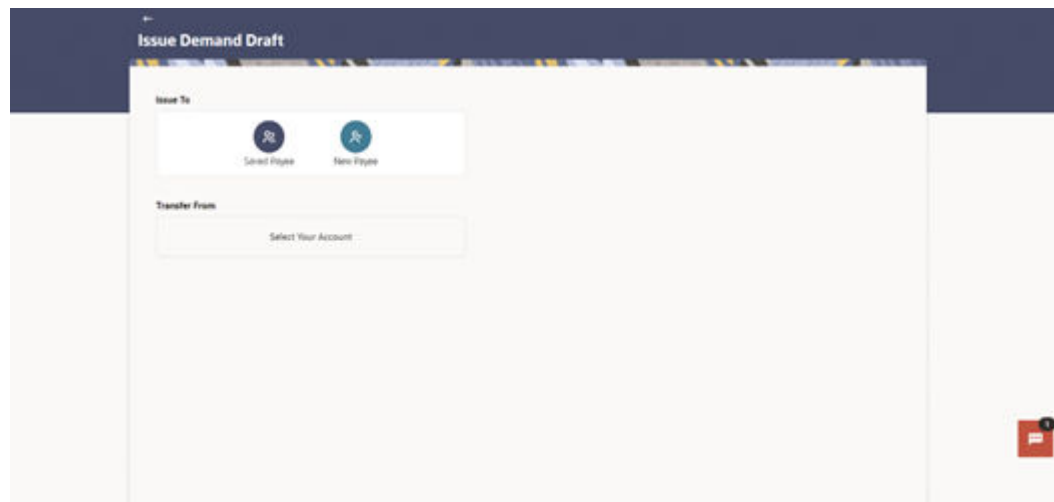 Issue Demand Draft
Issue To
Saved Payee New Payee
Transfer From
Select Your Account